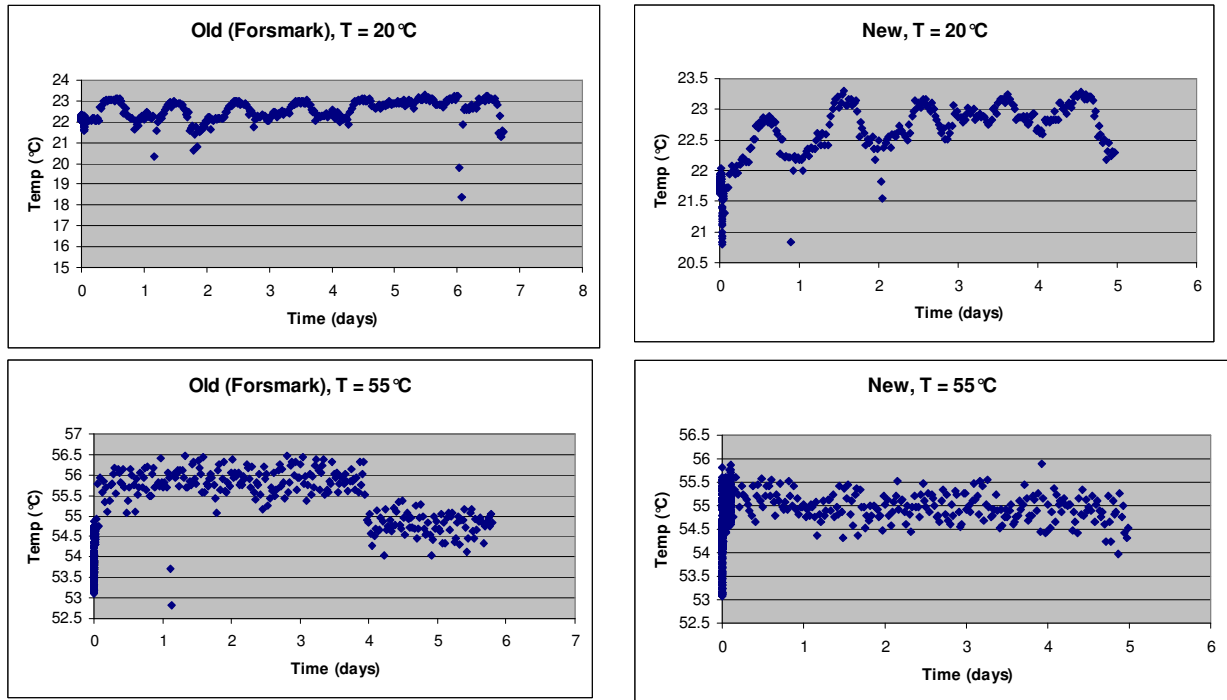 Old (Forsmark), T = 20°C
24
23
22
21
20
19
18
17
16
15
Temp (°C)
0 1 2 3 4 5 6 7 8
Time (days)
New, T = 20°C
23.5
23
22.5
22
21.5
21
20.5
Temp (°C)
0 1 2 3 4 5 6
Time (days)
Old (Forsmark), T = 55°C
57
56.5
56
55.5
55
54.5
54
53.5
53
52.5
Temp (°C)
0 1 2 3 4 5 6 7
Time (days)
New, T = 55°C
56.5
56
55.5
55
54.5
54
53.5
53
52.5
Temp (°C)
0 1 2 3 4 5 6
Time (days)